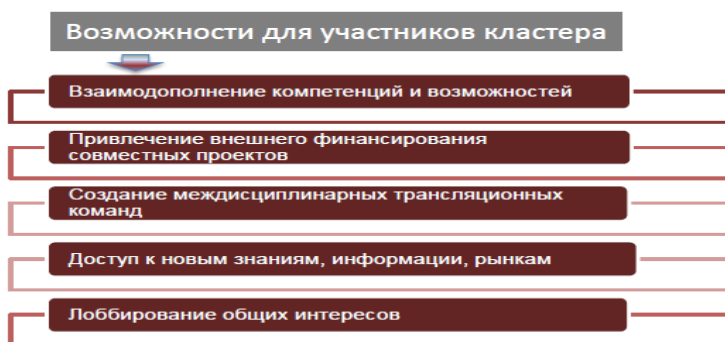 Возможности для участников кластера
Взаимодополнение компетенций и возможностей
Привлечение внешнего финансирования
совместных проектов
Создание междисциплинарных трансляционных
команд
Доступ к новым знаниям, информации, рынкам
Лоббирование общих интересов